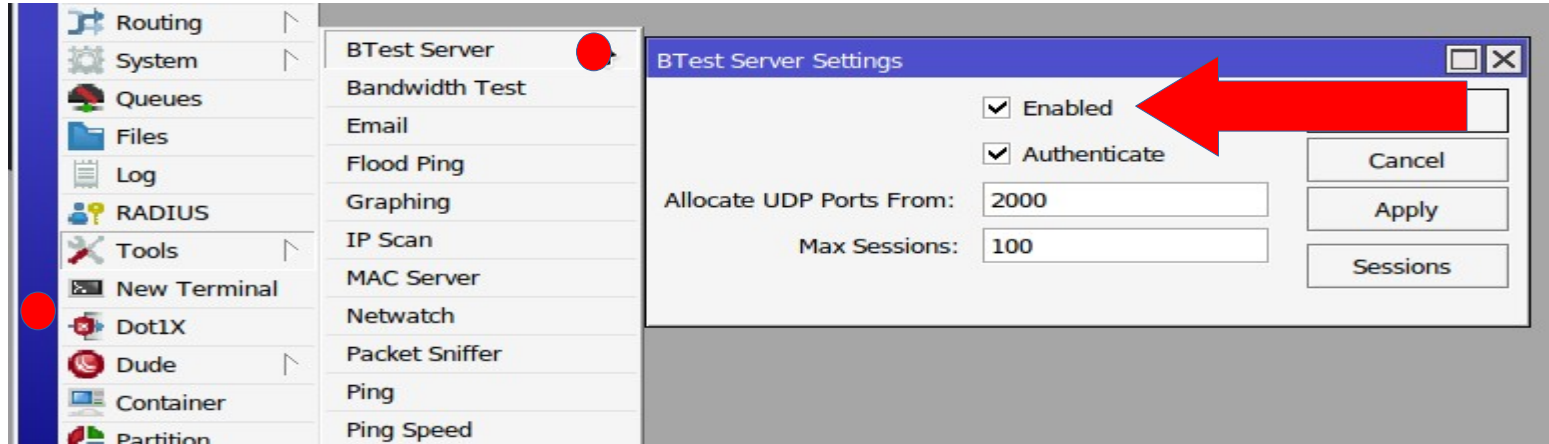 Routing
System
Queues
Files
Log
RADIUS
Tools
New Terminal
Dot1X
Dude
Container
Partition
BTest Server
Bandwidth Test
Email
Flood Ping
Graphing
IP Scan
MAC Server
Netwatch
Packet Sniffer
Ping
Ping Speed
BTest Server Settings
Enabled
Authenticate
Cancel
Allocate UDP Ports From: 2000
Apply
Max Sessions: 100
Sessions